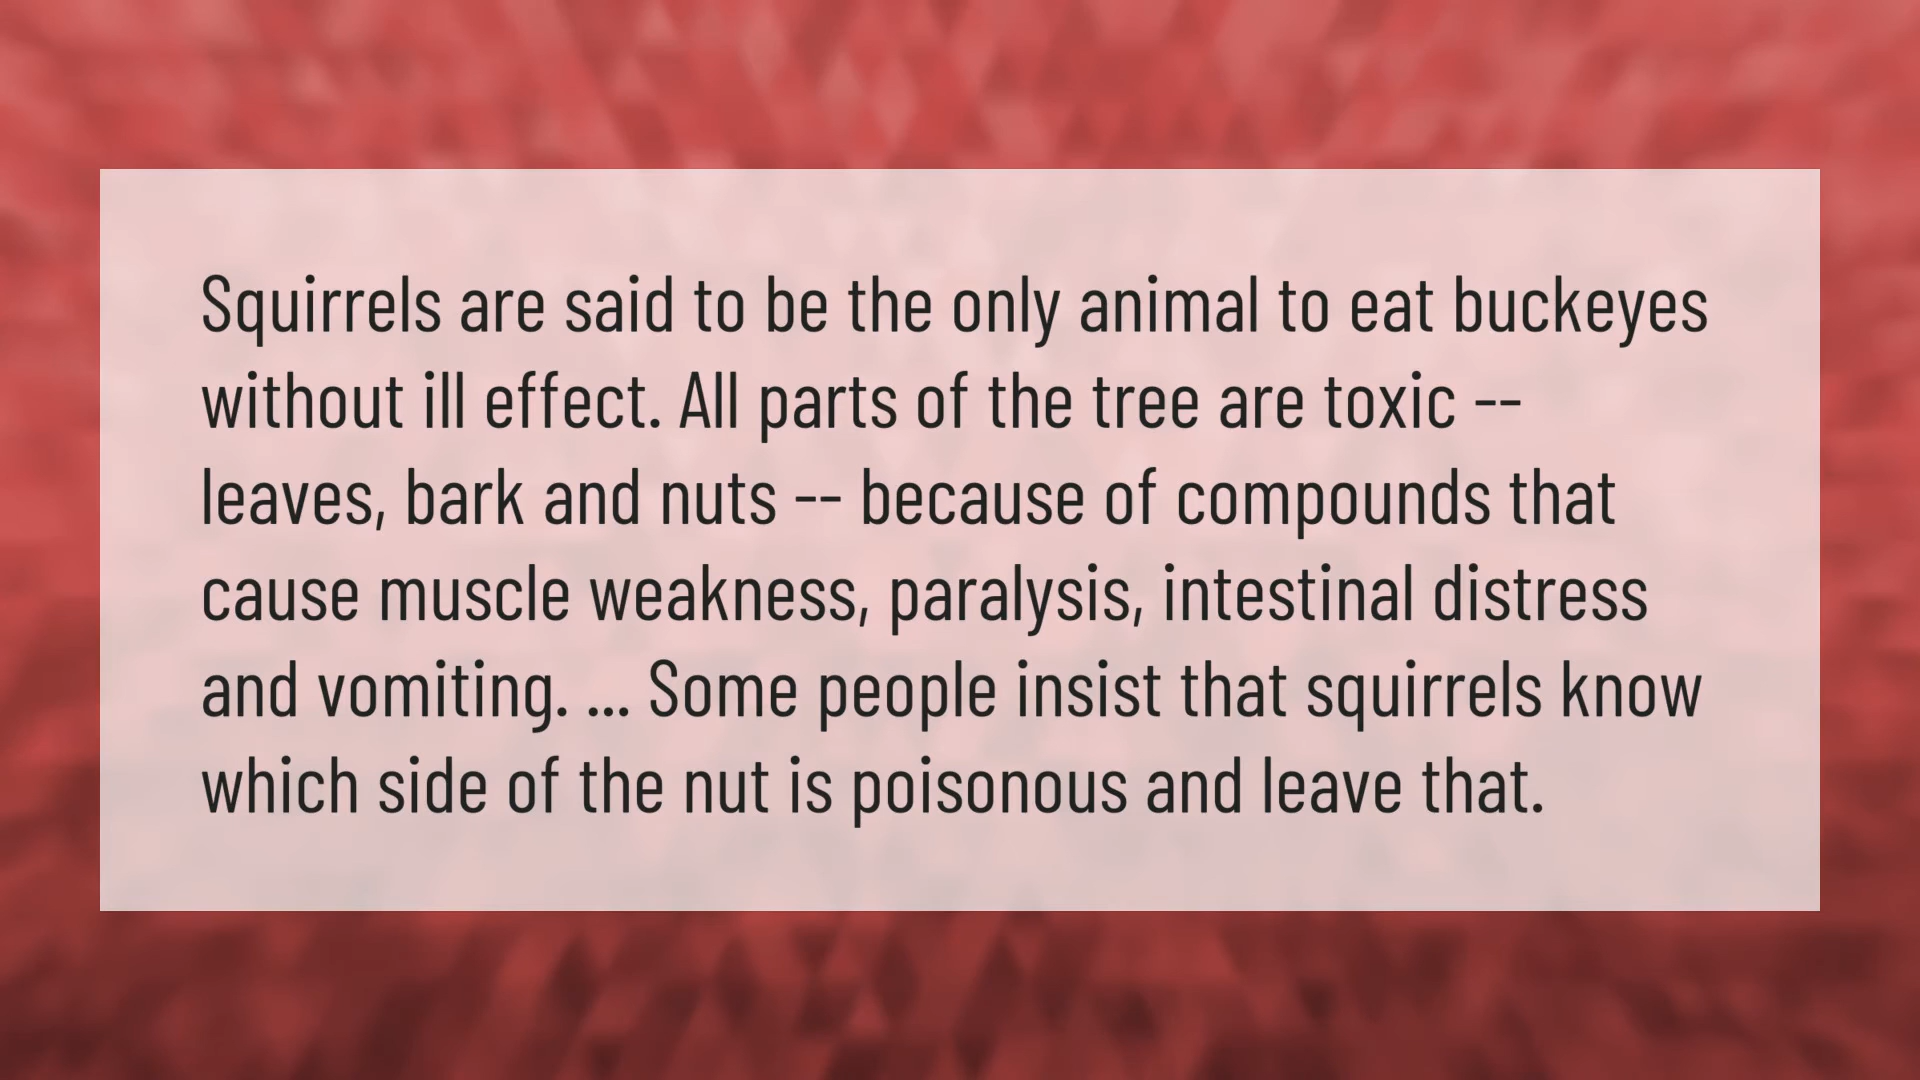 Squirrels are said to be the only animal to eat buckeyes
without ill effect. All parts of the tree are toxic --
leaves, bark and nuts -- because of compounds that
cause muscle weakness, paralysis, intestinal distress
and vomiting. ... Some people insist that squirrels know
which side of the nut is poisonous and leave that.